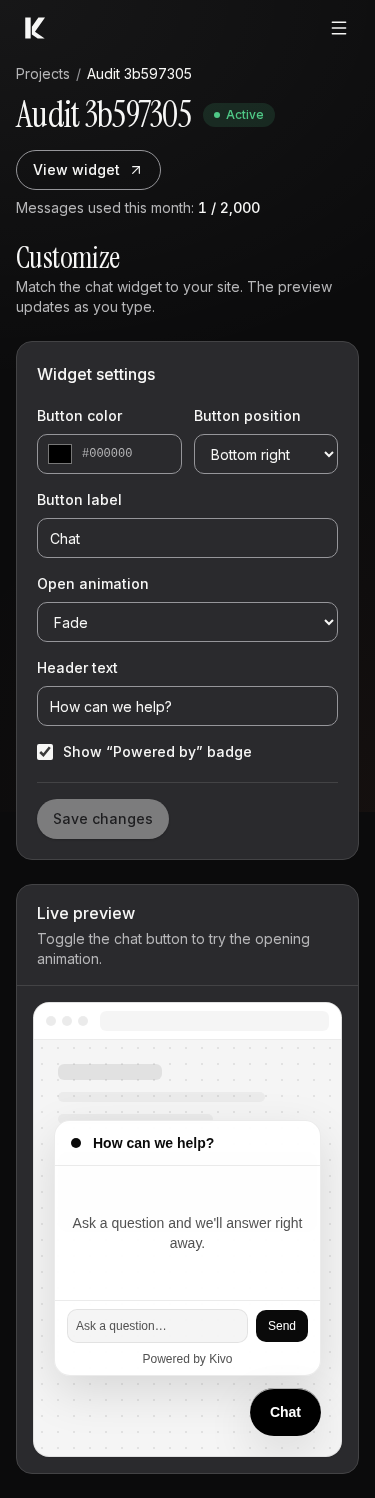 K
Projects / Audit 3b597305
Audit 3b597305
Active
View widget
Messages used this month: 1 / 2,000
Customize
Match the chat widget to your site. The preview
updates as you type.
Widget settings
Button color
Button position
#000000
Bottom right
Button label
Chat
Open animation
Fade
Header text
How can we help?
Show “Powered by” badge
Save changes
Live preview
Toggle the chat button to try the opening
animation.
How can we help?
Ask a question and we'll answer right
away.
Ask a question…
Send
Powered by Kivo
Chat